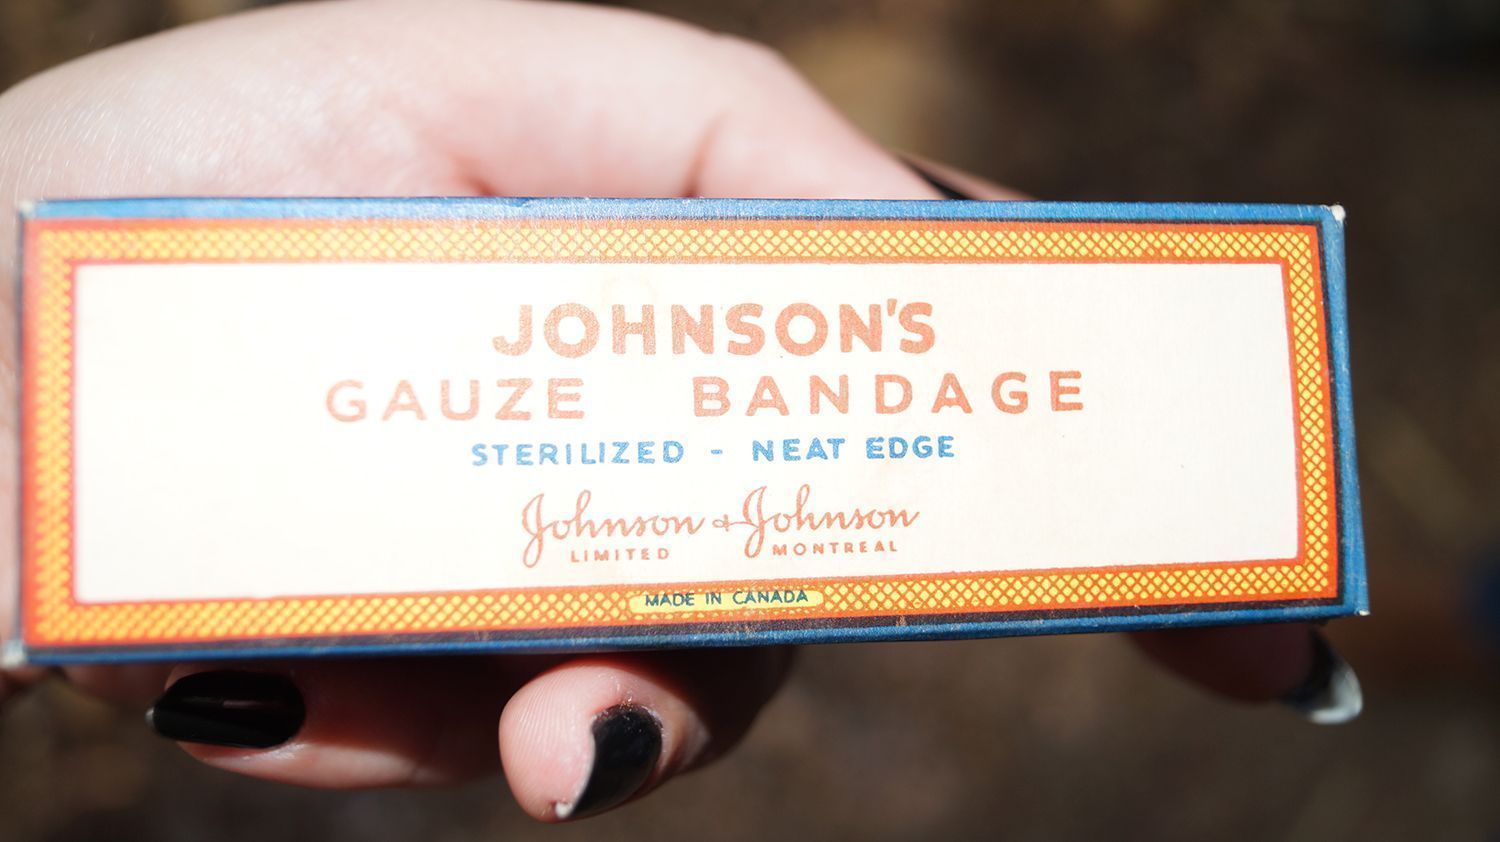 JOHNSON'S
GAUZE BANDAGE
STERILIZED - NEAT EDGE
Johnson & Johnson
LIMITED MONTREAL
MADE IN CANADA